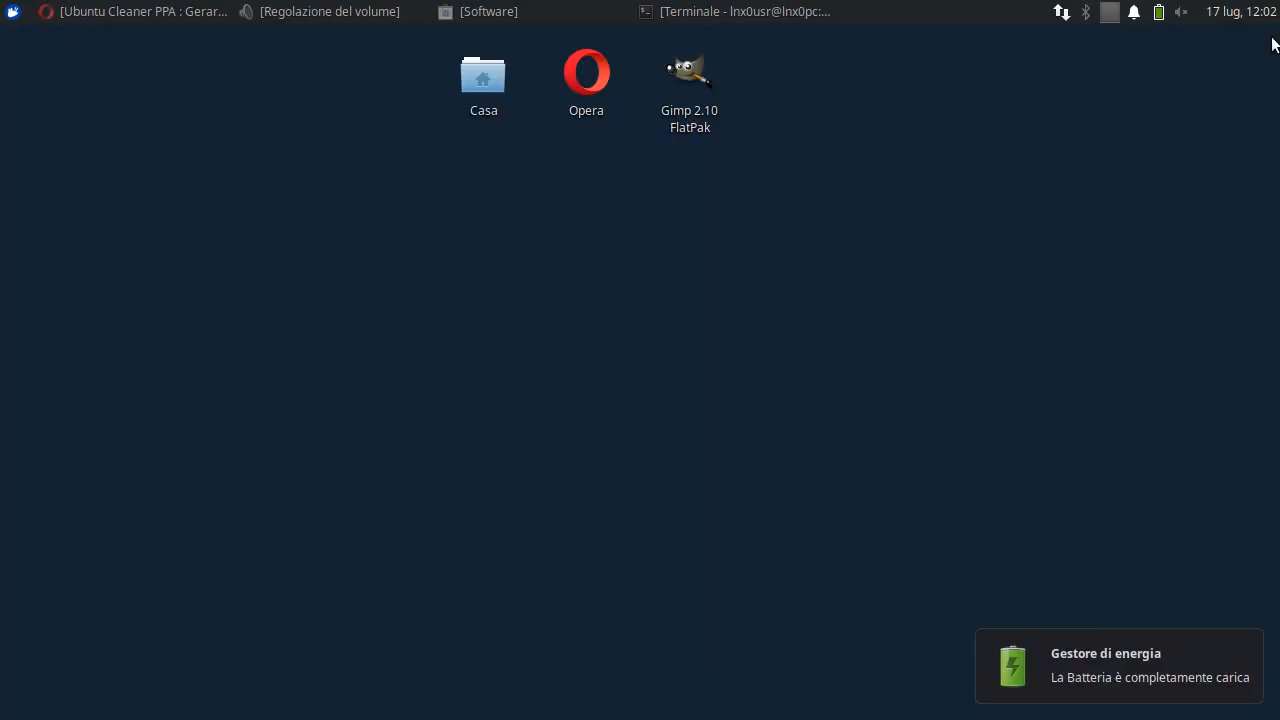 [Ubuntu Cleaner PPA : Gerar... [Regolazione del volume] [Software] [Terminale - lnx0usr@lnx0pc:... 17 lug, 12:02
Casa Opera Gimp 2.10
FlatPak
Gestore di energia
La Batteria è completamente carica